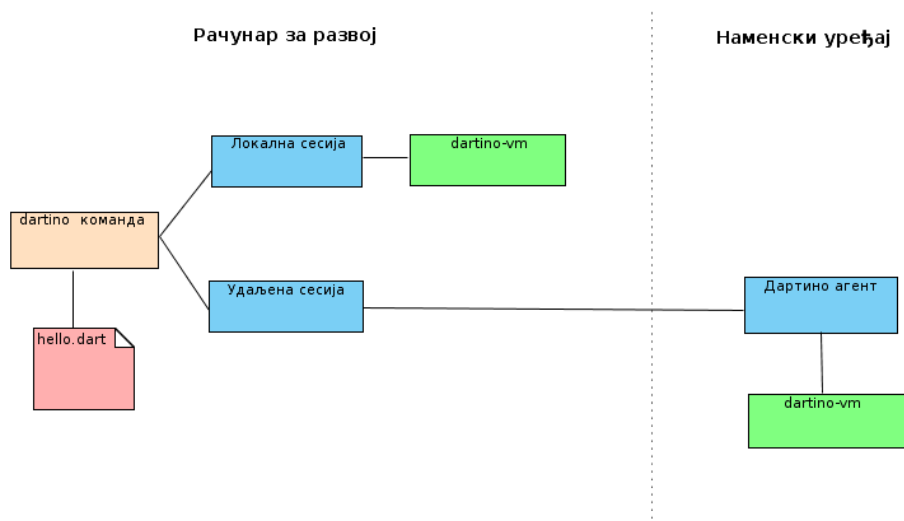 Рачунар за развој
Наменски уређај
Локална сесија
dartino-vm
dartino команда
Удаљена сесија
Дартино агент
hello.dart
dartino-vm